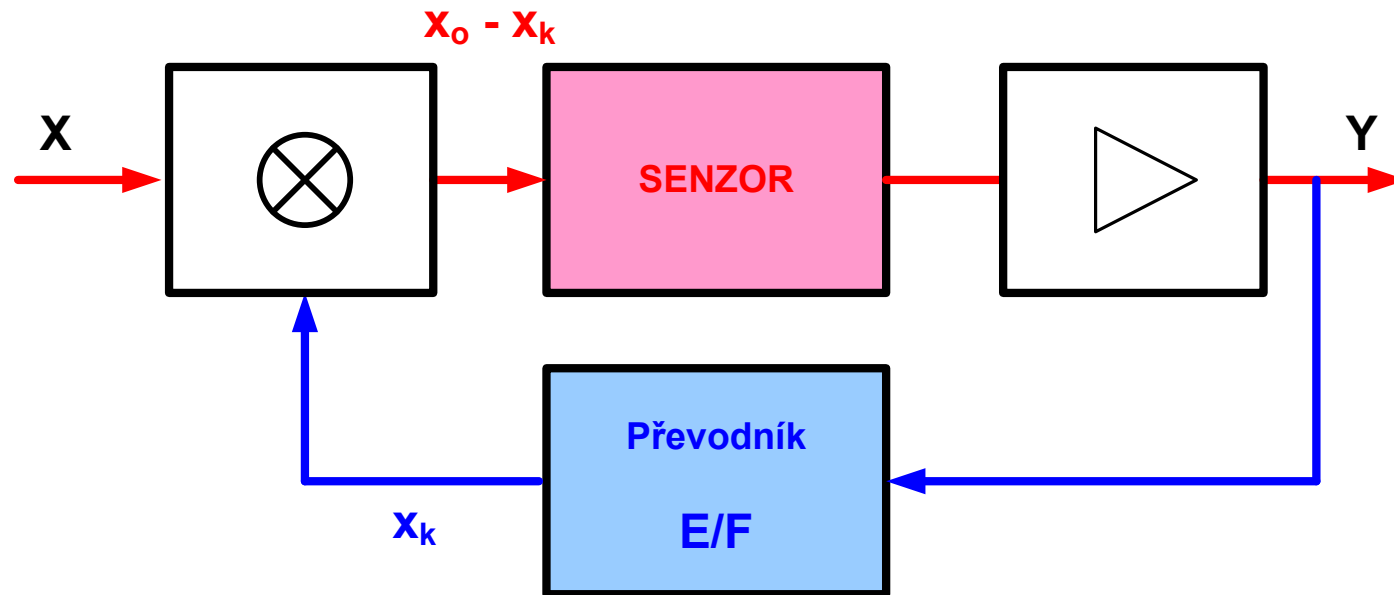 xo - xk
X
SENZOR
Y
Převodník
E/F
xk